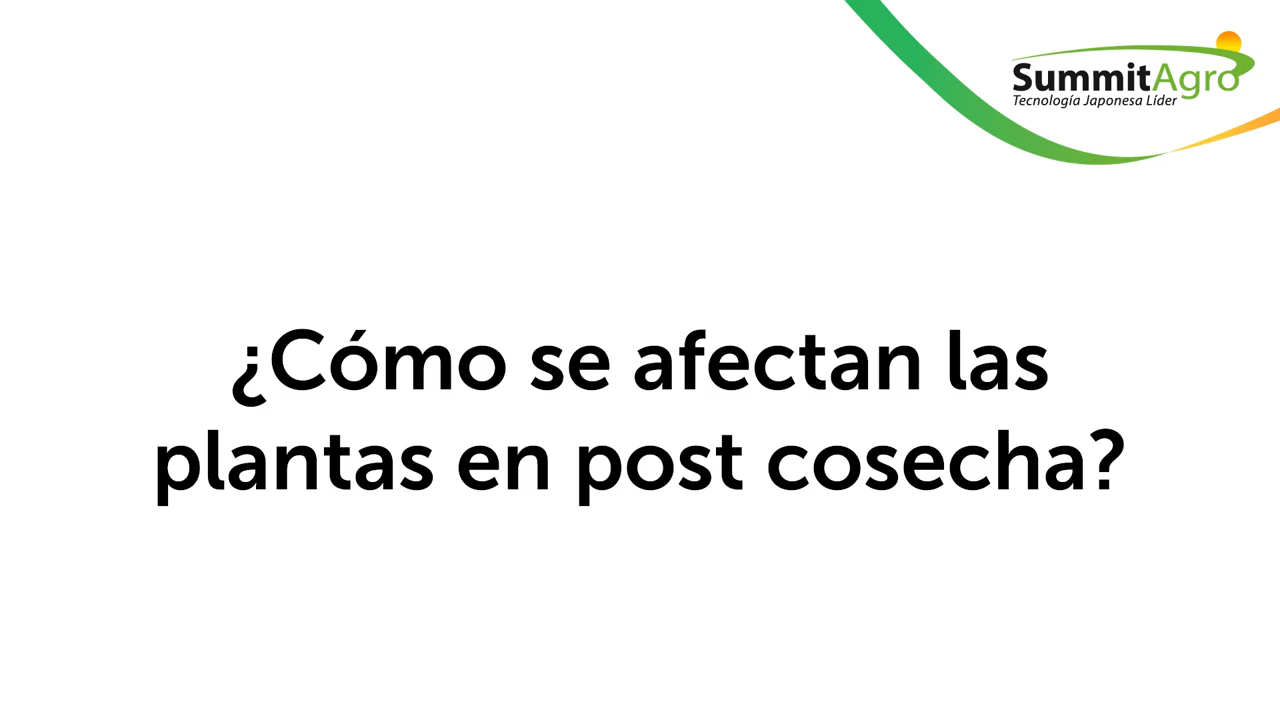 SummitAgro
Tecnología Japonesa Líder
¿Cómo se afectan las
plantas en post cosecha?